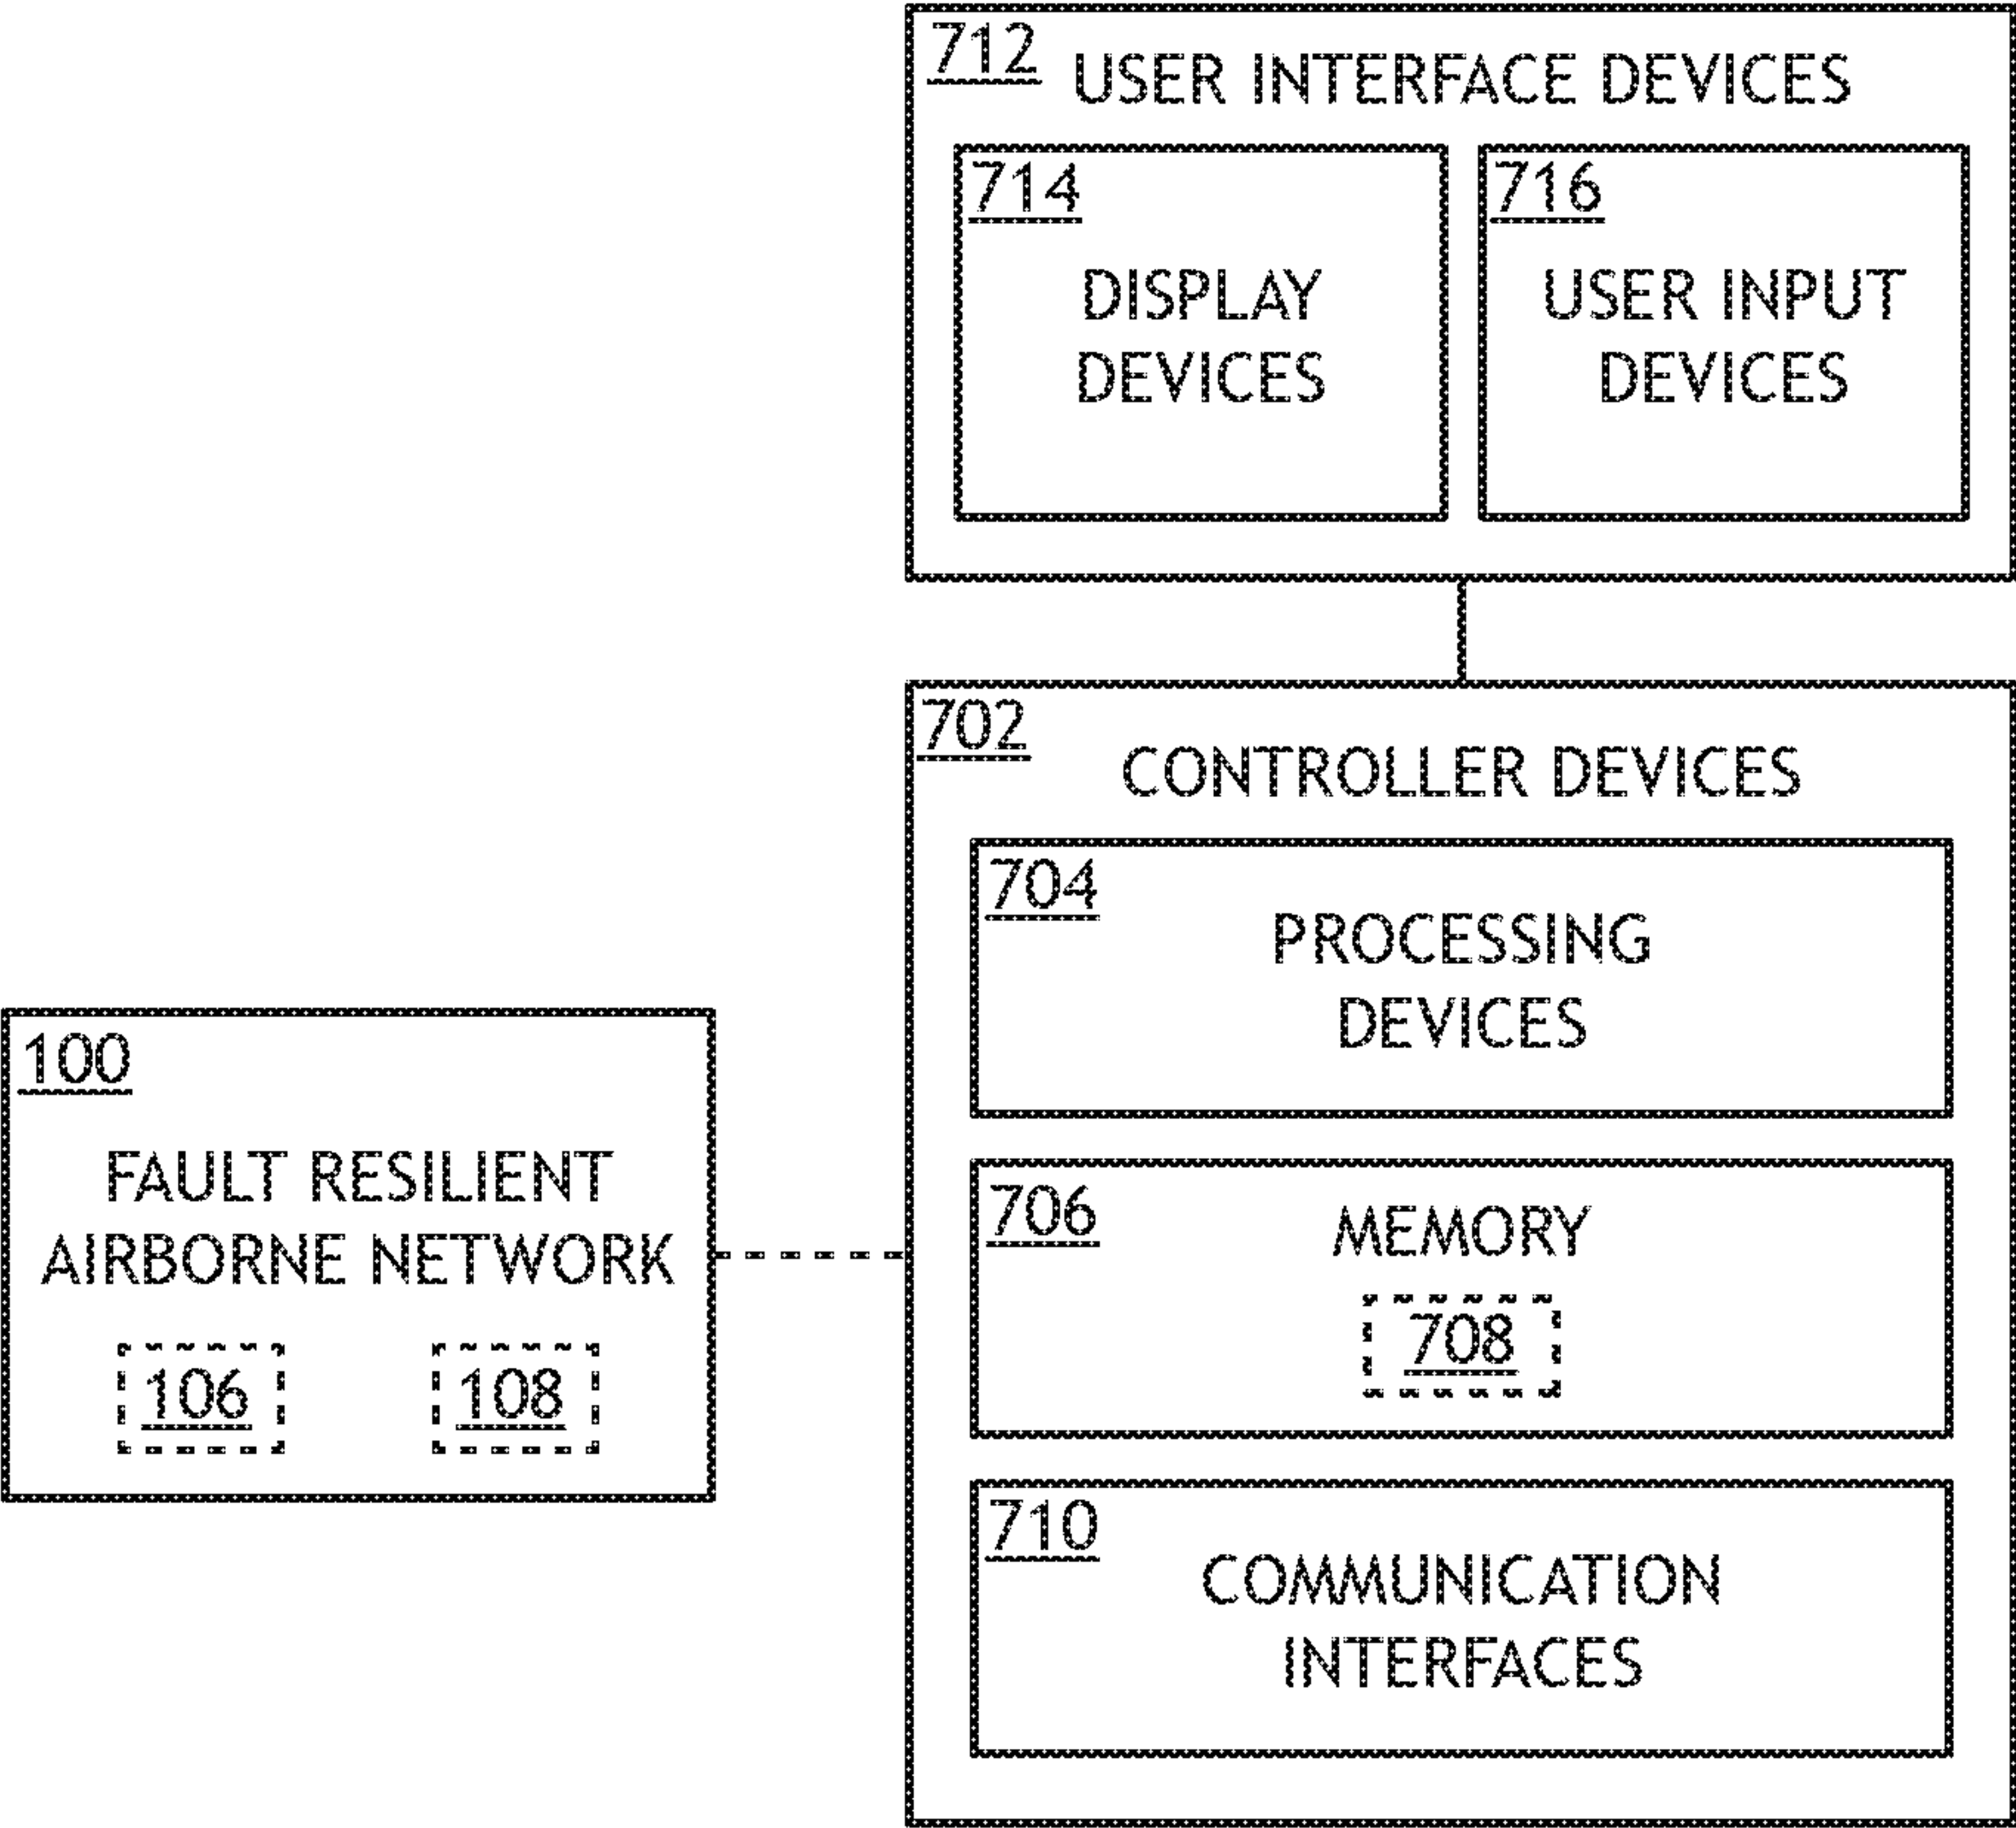 712
USER INTERFACE DEVICES
714
DISPLAY
DEVICES
716
USER INPUT
DEVICES
702
CONTROLLER DEVICES
704
PROCESSING
DEVICES
706
MEMORY
708
710
COMMUNICATION
INTERFACES
100
FAULT RESILIENT
AIRBORNE NETWORK
106
108